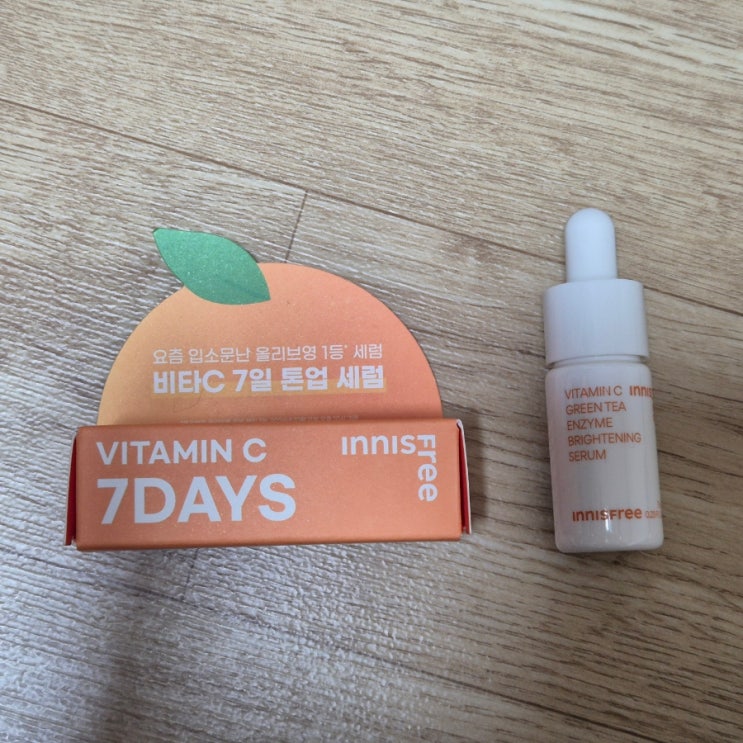 요즘 입소문난 올리브영 1등* 세럼
비타C 7일 톤업 세럼
VITAMIN C
7DAYS
INNISFree
VITAMIN C
GREEN TEA
ENZYME
BRIGHTENING
SERUM
INNISFree